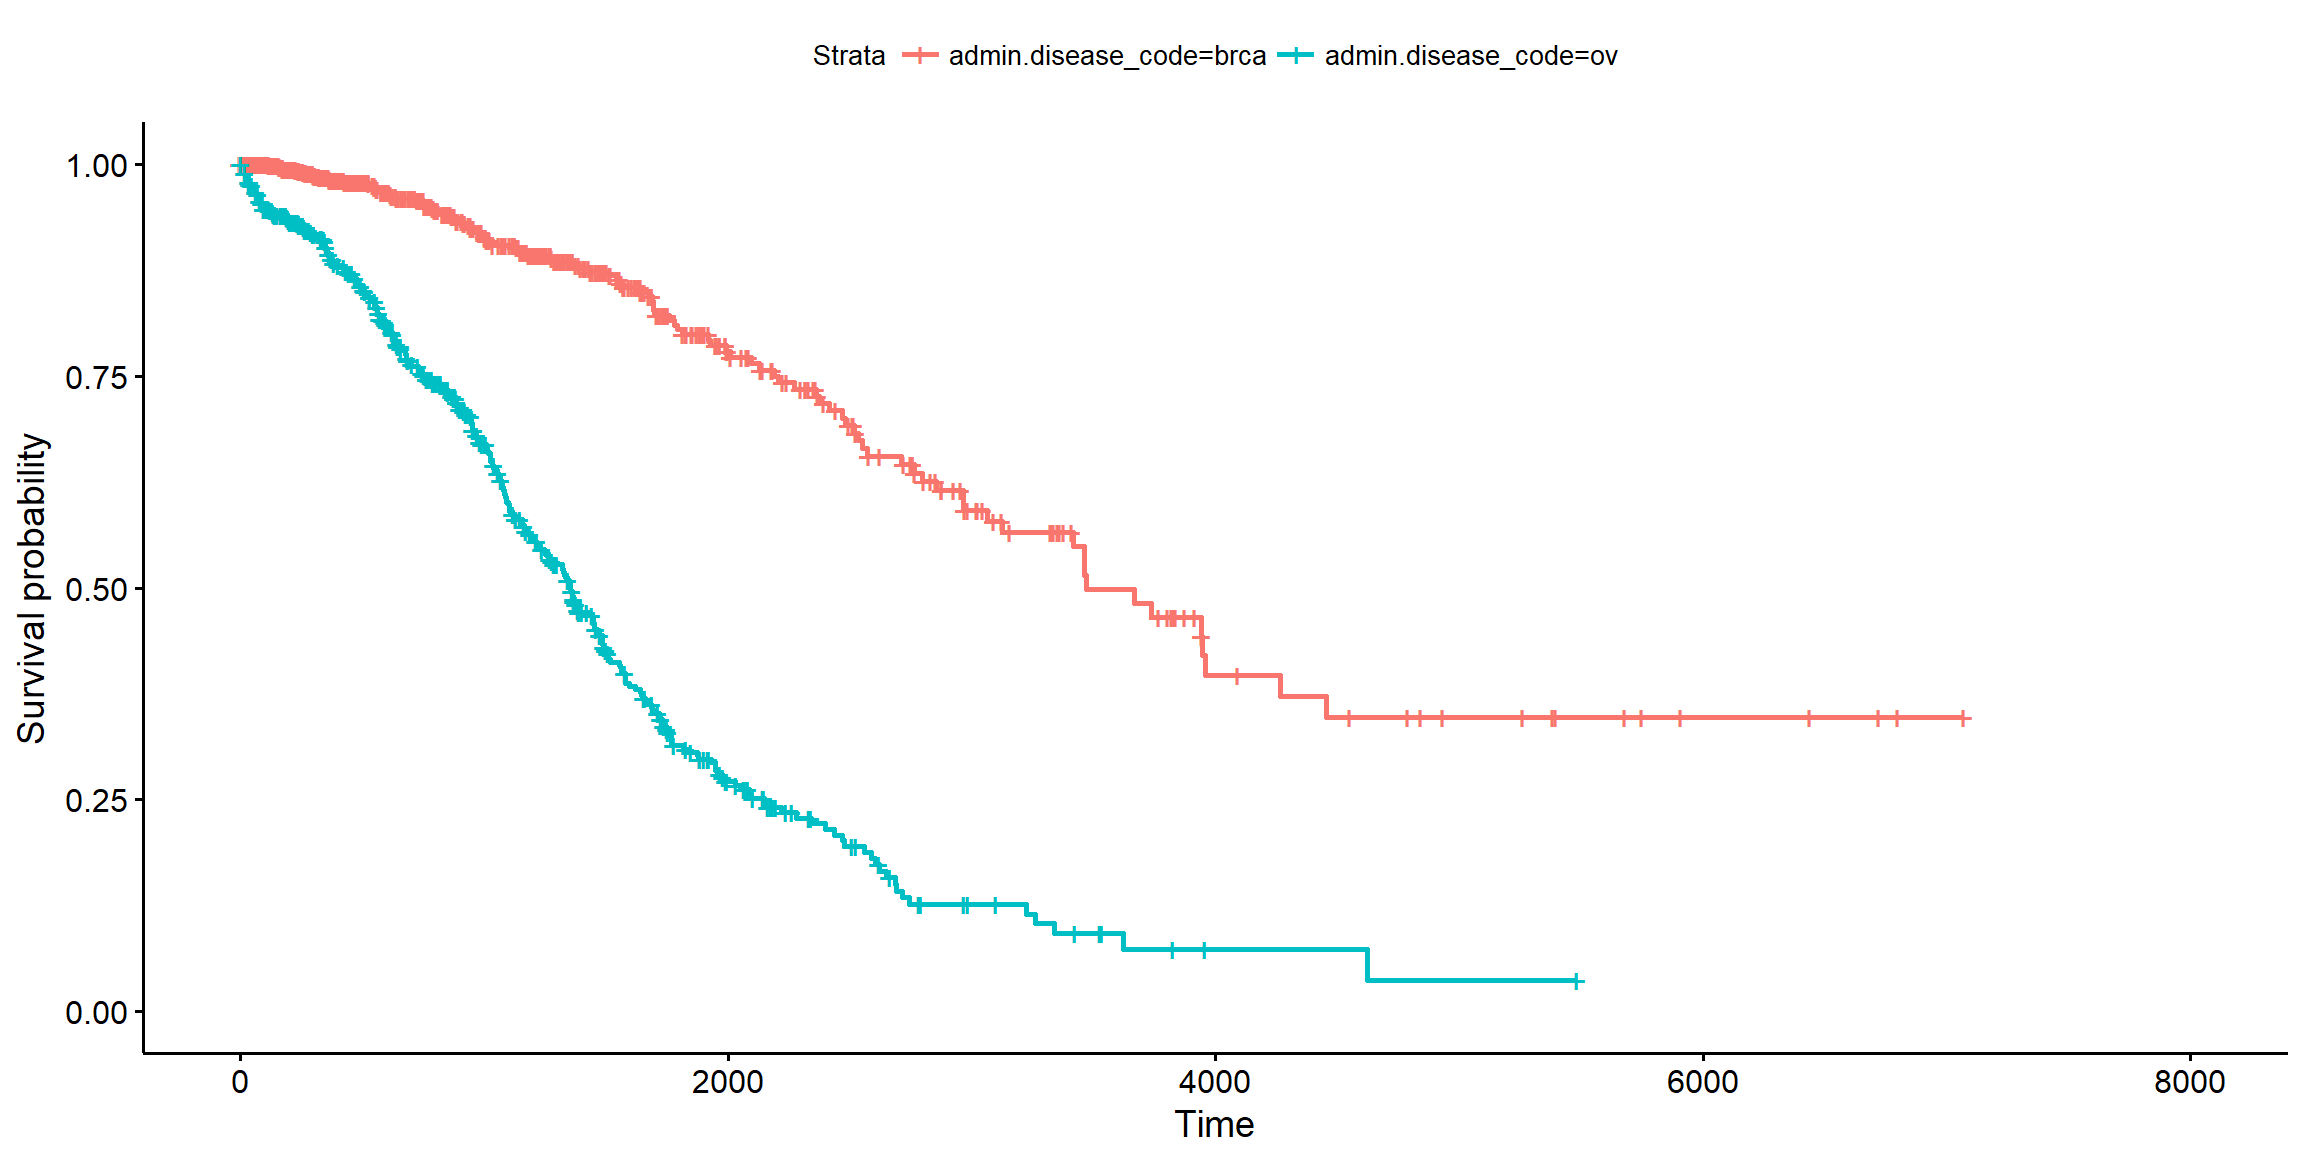 Strata admin.disease_code=brca admin.disease_code=ov
Survival probability
1.00
0.75
0.50
0.25
0.00
0 2000 4000 6000 8000
Time